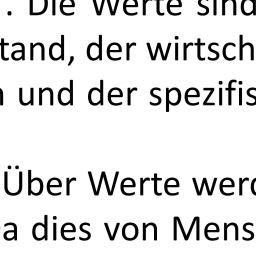 . Die Werte sind
tand, der wirtsch
und der spezifis
Über Werte werd
a dies von Mens